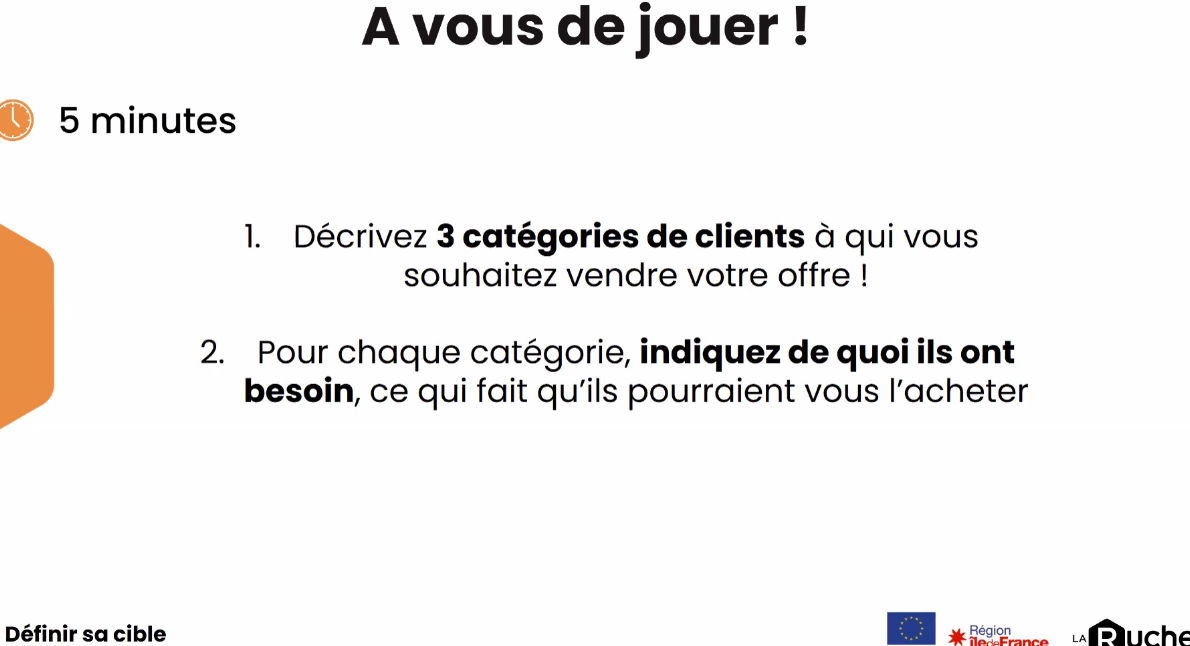 A vous de jouer !
5 minutes
1. Décrivez 3 catégories de clients à qui vous
souhaitez vendre votre offre !
2. Pour chaque catégorie, indiquez de quoi ils ont
besoin, ce qui fait qu’ils pourraient vous l’acheter
Définir sa cible
Région
îledeFrance
LA Ruche